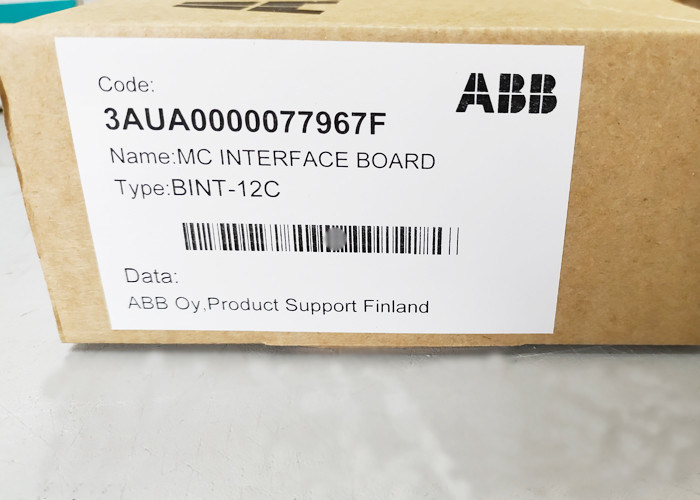 Code:
ABB
3AUA0000077967F
Name:MC INTERFACE BOARD
Type:BINT-12C
Data:
ABB Oy,Product Support Finland